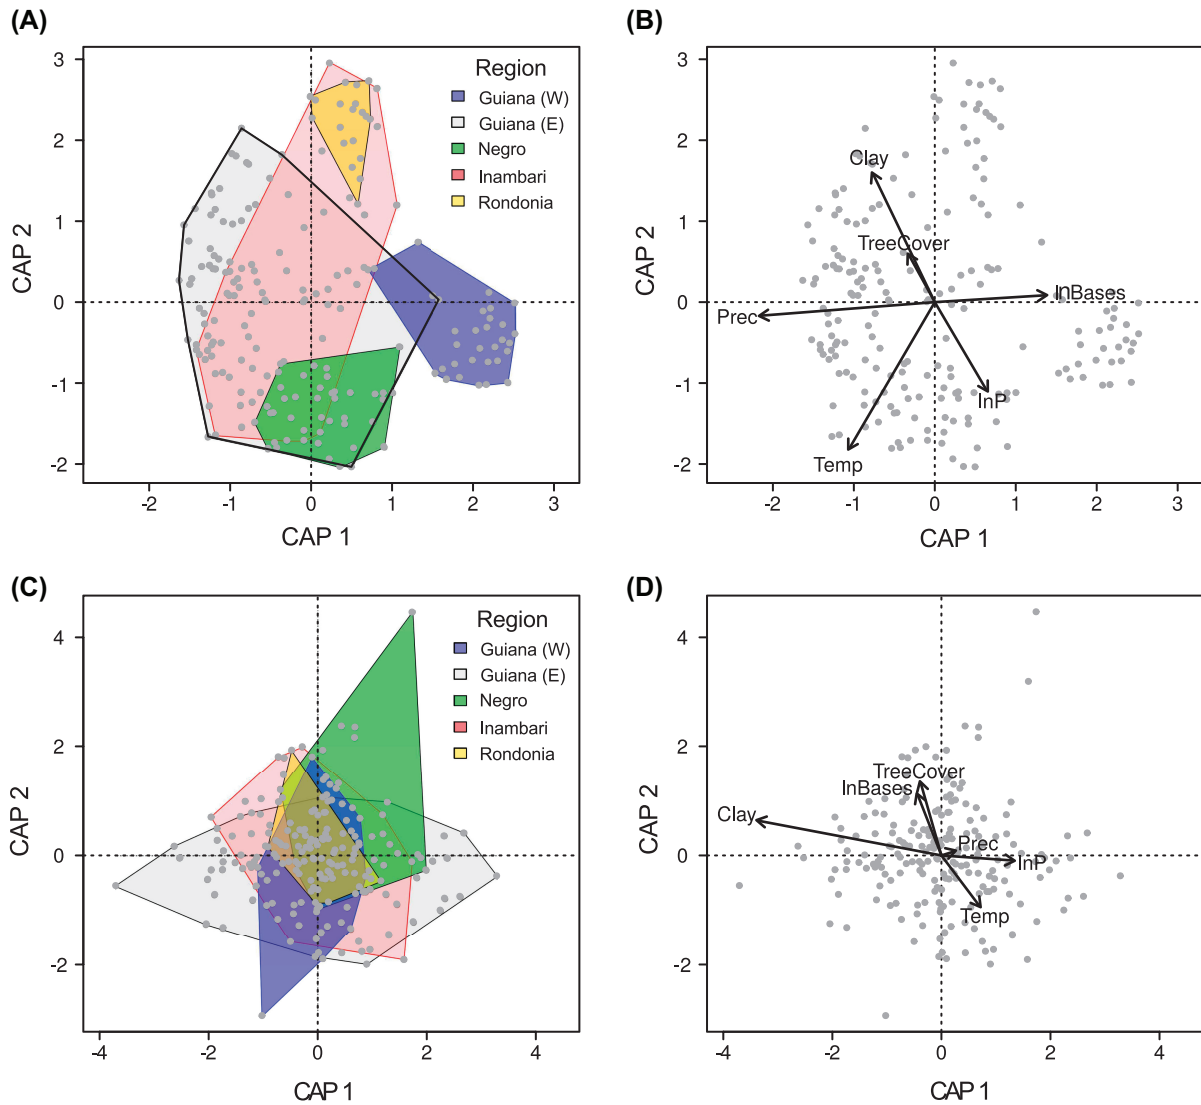 (A)
Region
Guiana (W)
Guiana (E)
Negro
Inambari
Rondonia
3
2
1
0
-1
-2
CAP 2
-2
-1
0
1
2
3
CAP 1
(B)
3
2
1
0
-1
-2
CAP 2
Clay
TreeCover
lnBases
Prec
lnP
Temp
-2
-1
0
1
2
3
CAP 1
(C)
Region
Guiana (W)
Guiana (E)
Negro
Inambari
Rondonia
4
2
0
-2
CAP 2
-4
-2
0
2
4
CAP 1
(D)
4
2
0
-2
CAP 2
TreeCover
lnBases
Clay
Prec
lnP
Temp
-4
-2
0
2
4
CAP 1